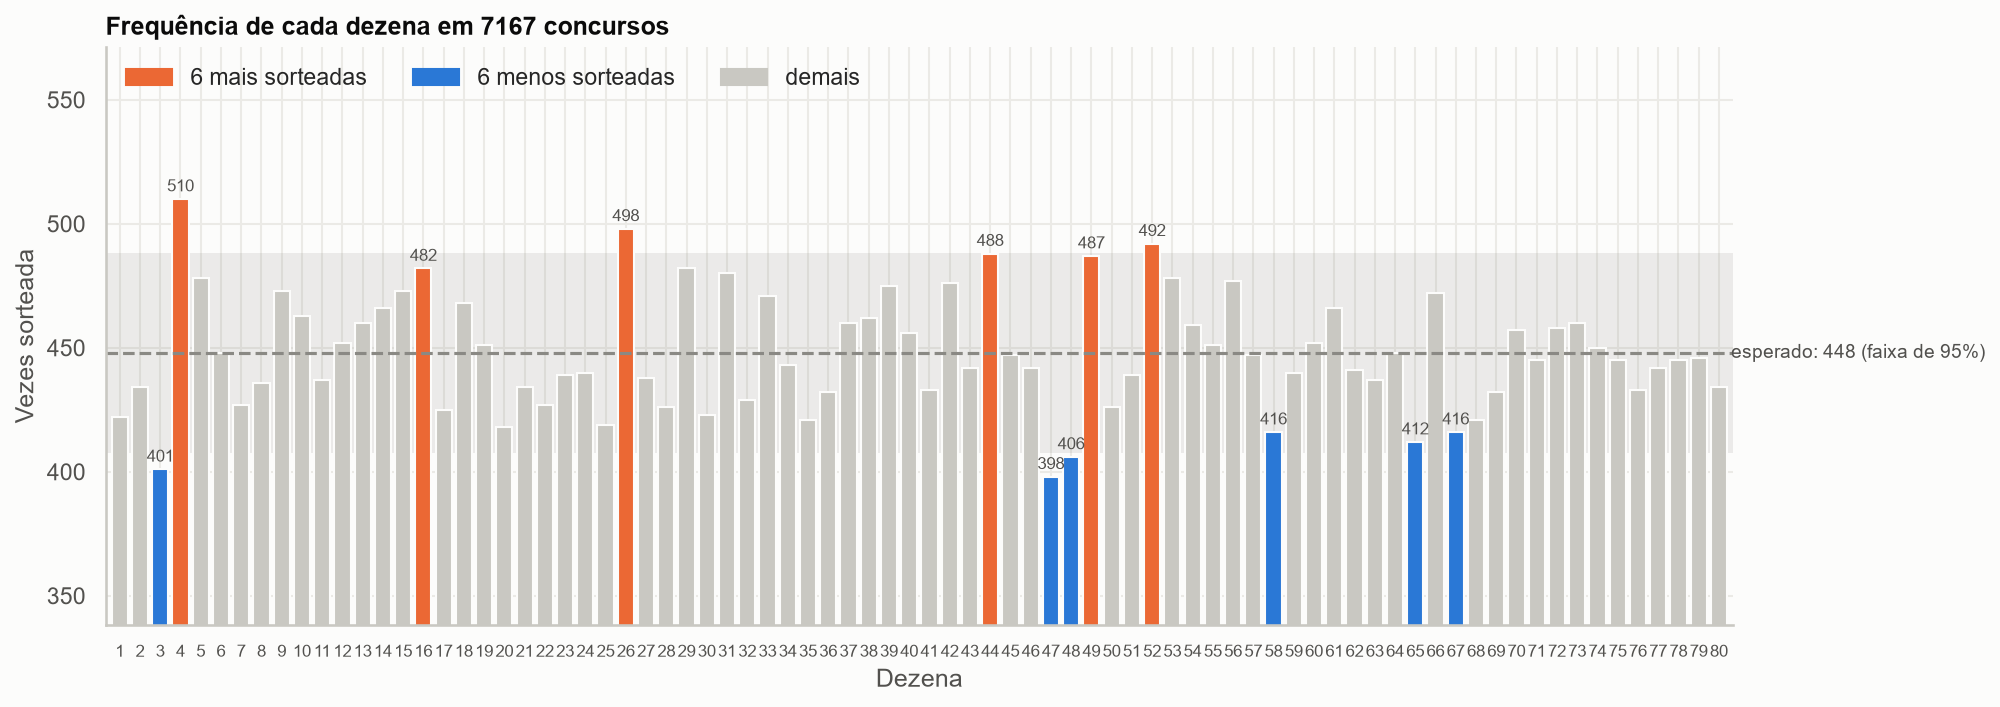 Frequência de cada dezena em 7167 concursos
6 mais sorteadas 6 menos sorteadas demais
550
500
450
400
350
Vezes sorteada
401 510 482 498 488 398 406 487 492 416 412 416
esperado: 448 (faixa de 95%)
1 2 3 4 5 6 7 8 9 10 11 12 13 14 15 16 17 18 19 20 21 22 23 24 25 26 27 28 29 30 31 32 33 34 35 36 37 38 39 40 41 42 43 44 45 46 47 48 49 50 51 52 53 54 55 56 57 58 59 60 61 62 63 64 65 66 67 68 69 70 71 72 73 74 75 76 77 78 79 80
Dezena